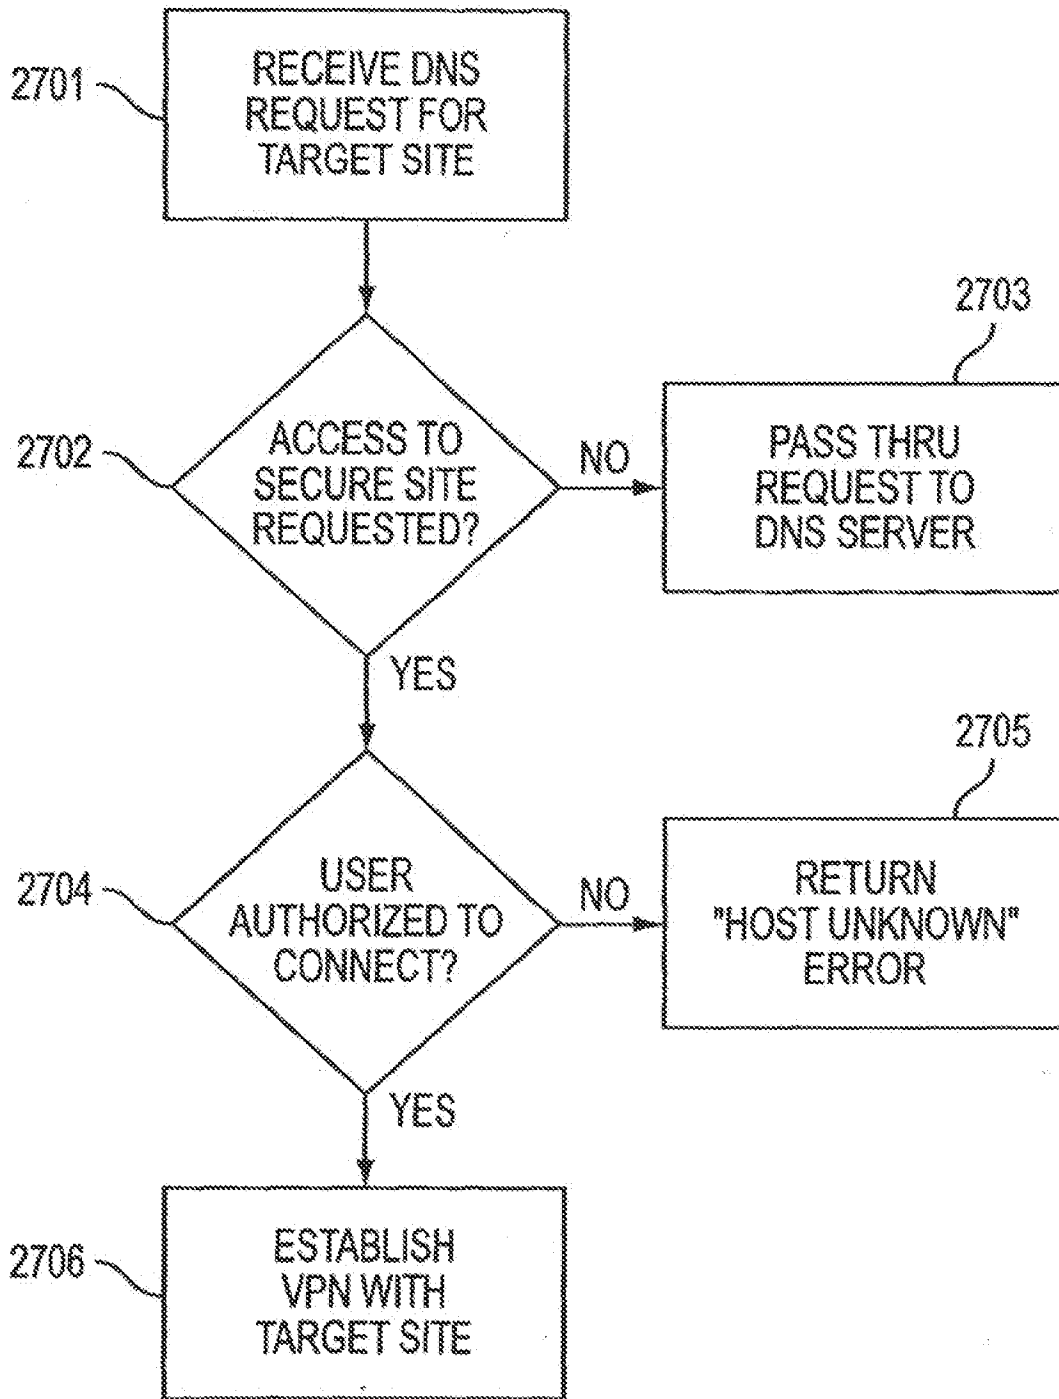 2701
RECEIVE DNS
REQUEST FOR
TARGET SITE
2702
ACCESS TO
SECURE SITE
REQUESTED?
NO
2703
PASS THRU
REQUEST TO
DNS SERVER
YES
2704
USER
AUTHORIZED TO
CONNECT?
NO
2705
RETURN
"HOST UNKNOWN"
ERROR
YES
2706
ESTABLISH
VPN WITH
TARGET SITE